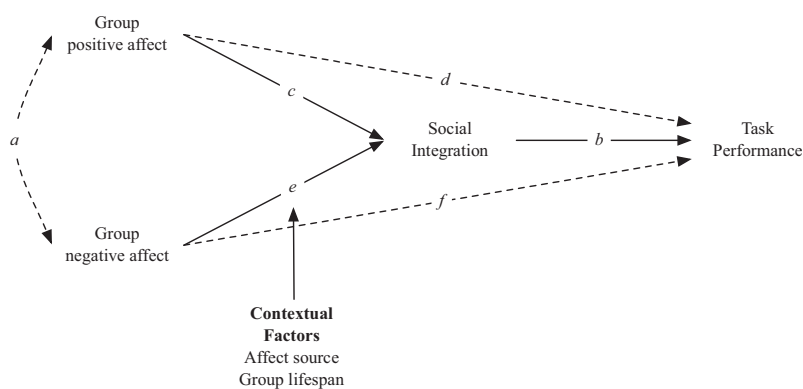 Group
positive affect
d
c
a
Social
Integration
b
Task
Performance
e
f
Group
negative affect
Contextual
Factors
Affect source
Group lifespan